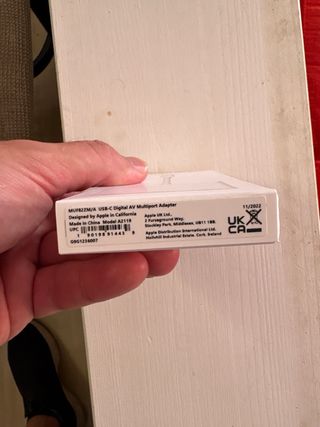 MUF82ZM/A USB-C Digital AV Multiport Adapter
Designed by Apple in California
Made in China Model A2119
UPC
Apple UK Ltd.,
2 Furzeground Way,
Stockley Park, Middlesex, UB11 1BB.
Apple Distribution International Ltd.
Hollyhill Industrial Estate, Cork, Ireland
11/2022
UK
CA